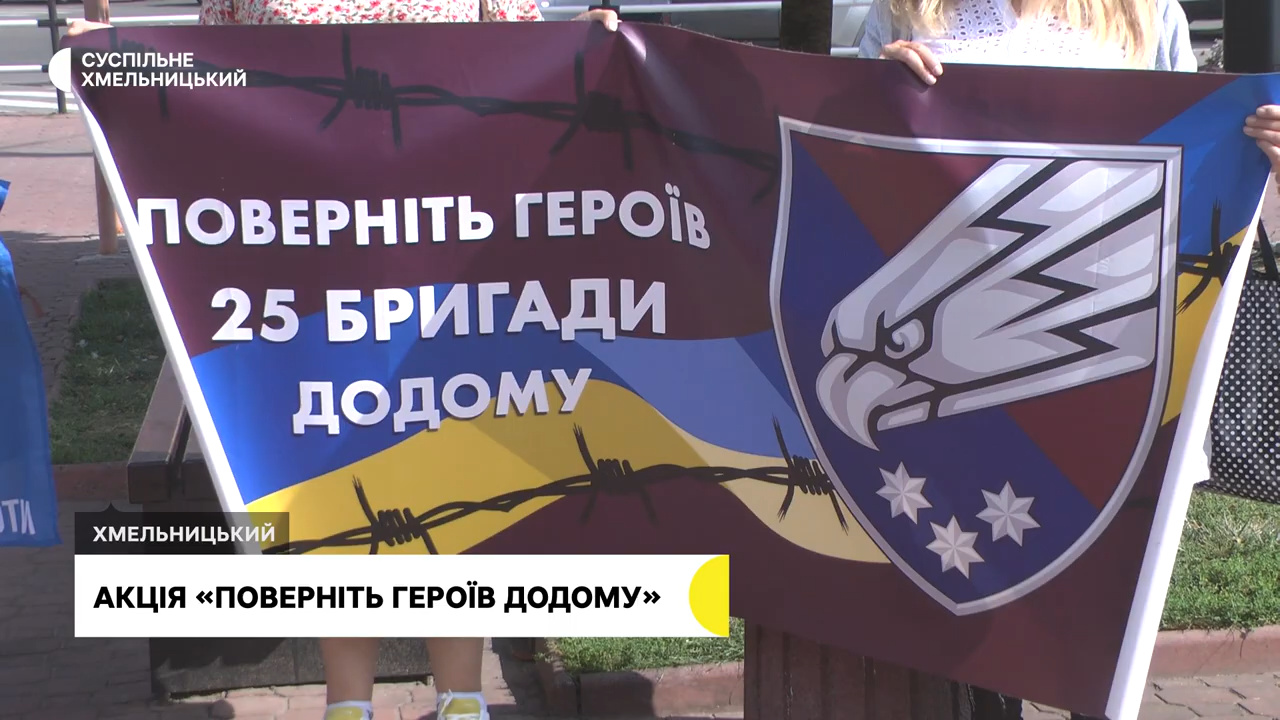 СУСПІЛЬНЕ
ХМЕЛЬНИЦЬКИЙ
ПОВЕРНІТЬ ГЕРОЇВ
25 БРИГАДИ
ДОДОМУ
ХМЕЛЬНИЦЬКИЙ
АКЦІЯ «ПОВЕРНІТЬ ГЕРОЇВ ДОДОМУ»